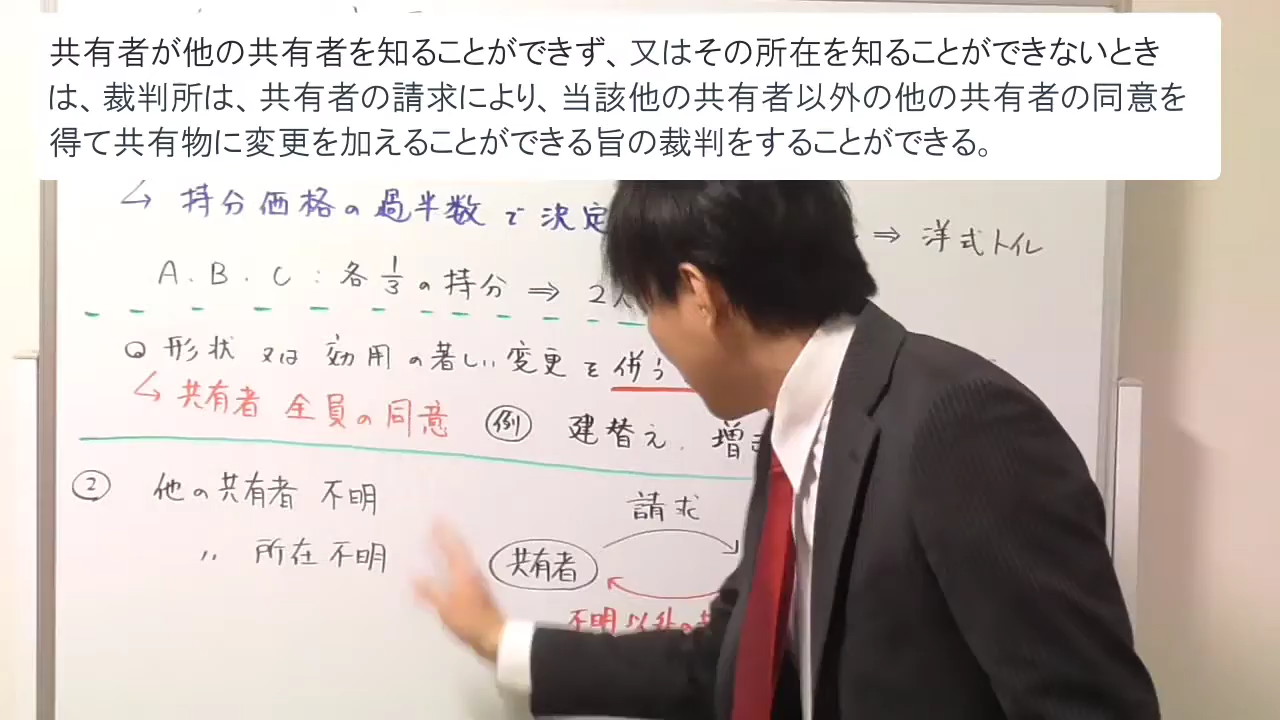 共有者が他の共有者を知ることができず、又はその所在を知ることができないとき
は、裁判所は、共有者の請求により、当該他の共有者以外の他の共有者の同意を
得て共有物に変更を加えることができる旨の裁判をすることができる。
↳ 持分価格の過半数で決定
⇒ 洋式トイレ
A.B.C:各1/3の持分 ⇒ 2人
○ 形状又は効用の著しい変更を伴う
↳ 共有者全員の同意 例 建替え.増
② 他の共有者不明
請求
〃 所在不明
共有者
不明以外の